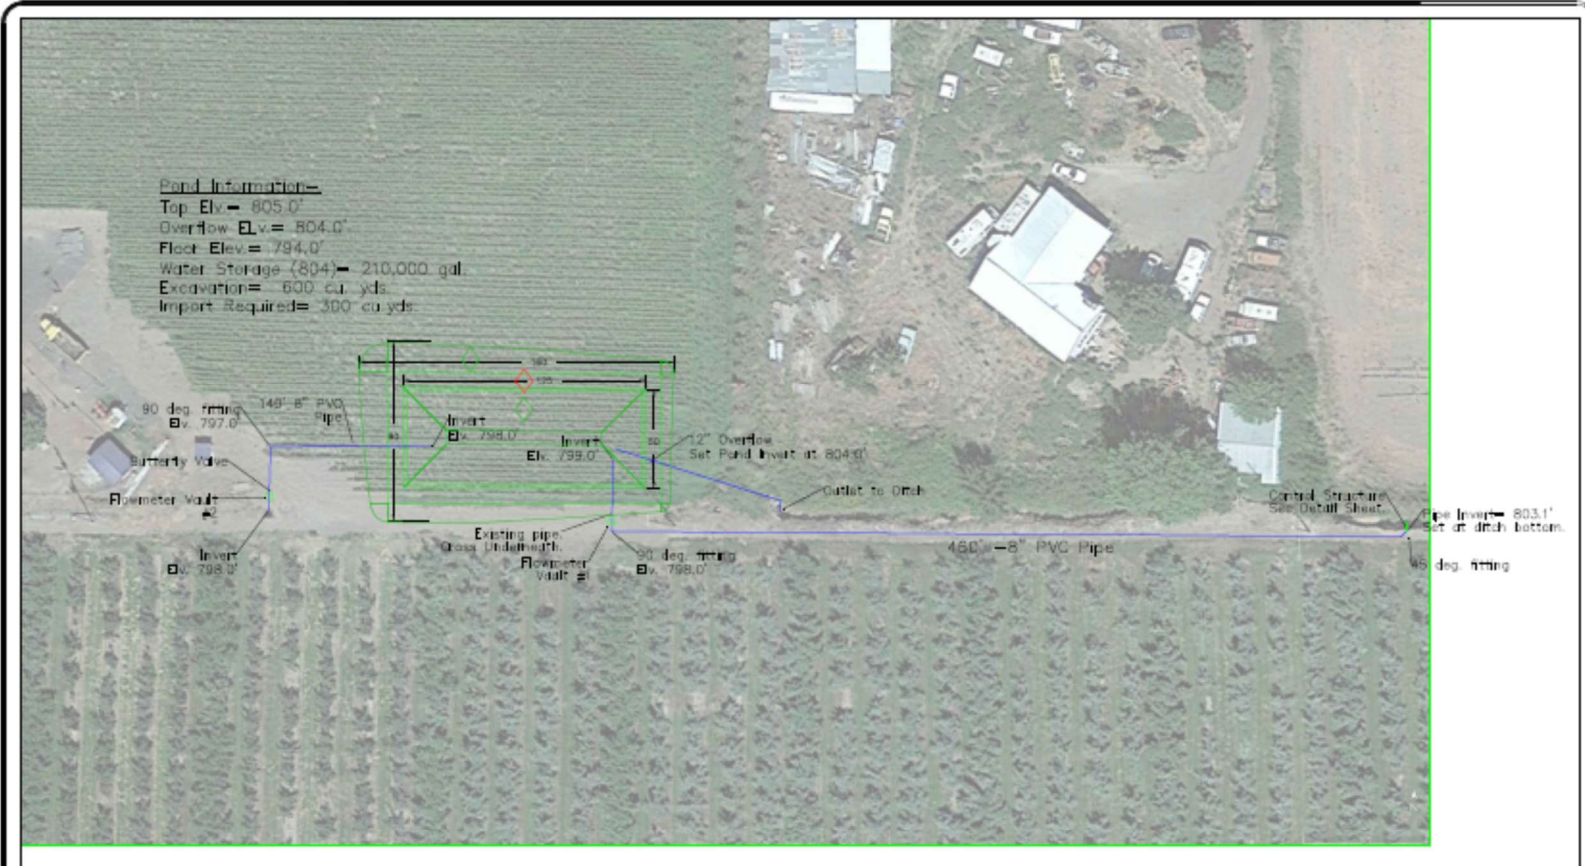 Pond Information-
Top Elv.= 805.0'
Overflow ELv.= 804.0'
Floor Elev.= 794.0'
Water Storage (804)= 210,000 gal.
Excavation= 600 cu. yds.
Import Required= 300 cu yds.
90 deg. fitting
Elv. 797.0'
140' 8" PVC
Pipe
Butterfly Valve
Flowmeter Vault
#2
Invert
Elv. 798.0'
Invert
Elv. 798.0'
Invert
Elv. 799.0'
50
12" Overflow
Set Pond Invert at 804.0'
Outlet to Ditch
Existing pipe.
Cross Underneath.
Flowmeter
Vault #1
90 deg. fitting
Elv. 798.0'
460' -8" PVC Pipe
Control Structure
See Detail Sheet.
Pipe Invert= 803.1'
Set at ditch bottom.
45 deg. fitting